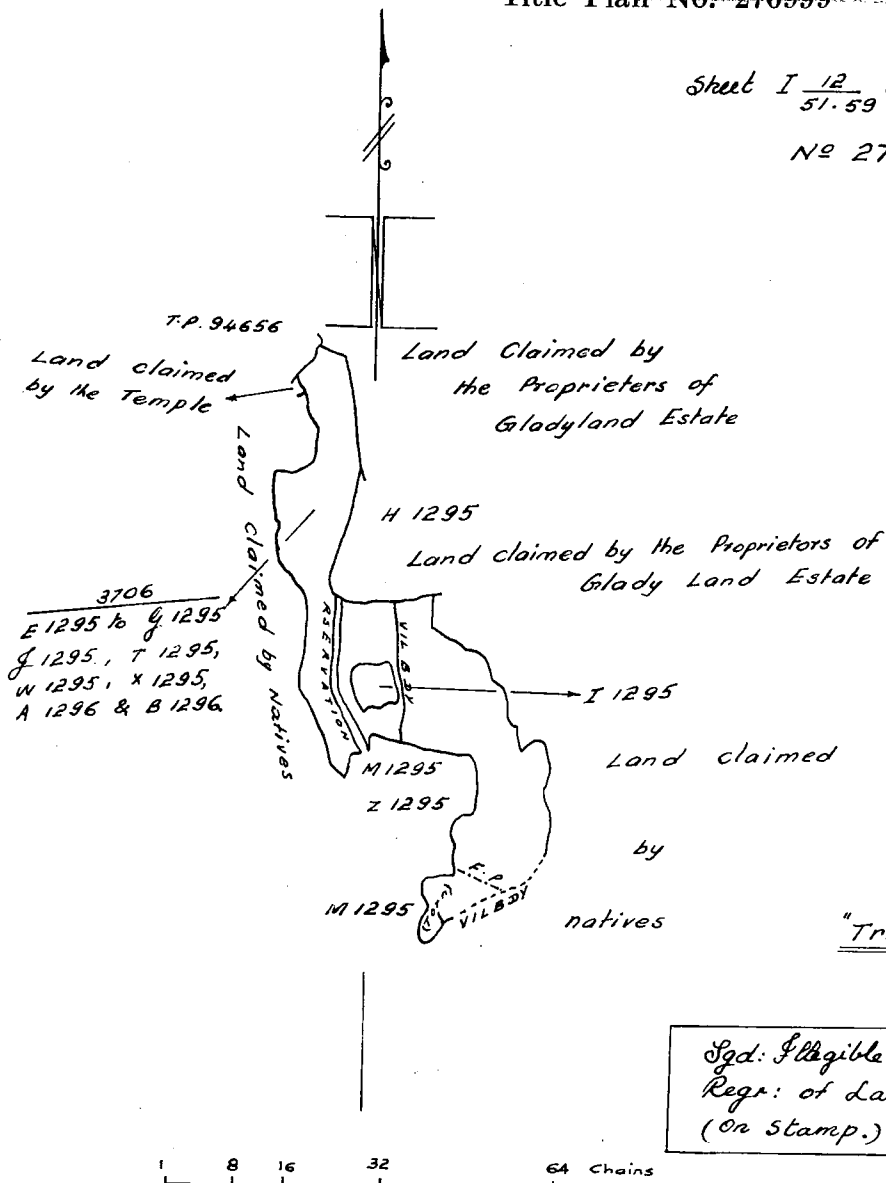 Title Plan No. 270999
Sheet I 12
51.59
Nº 27
T.P. 94656
Land claimed
by the Temple
Land Claimed by
the Proprieters of
Gladyland Estate
Land claimed by Natives
H 1295
Land claimed by the Proprietors of
Glady Land Estate
3706
E 1295 to G 1295
J 1295, T 1295,
W 1295, X 1295,
A 1296 & B 1296.
RSERVATION
VIL BDY
I 1295
M 1295
Z 1295
Land claimed
by
natives
F.P
VIL BDY
M 1295
"Tr
Sgd: Illegible
Regr: of La
(On Stamp.)
1 8 16 32 64 Chains